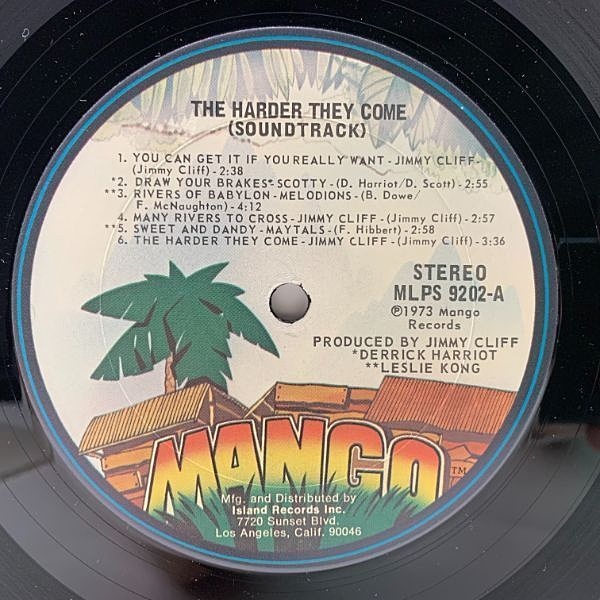 THE HARDER THEY COME
(SOUNDTRACK)
1. YOU CAN GET IT IF YOU REALLY WANT - JIMMY CLIFF -
(Jimmy Cliff) - 2:38
*2. DRAW YOUR BRAKES - SCOTTY - (D. Harriot/D. Scott) - 2:55
**3. RIVERS OF BABYLON - MELODIONS - (B. Dowe/
F. McNaughton) - 4:12
4. MANY RIVERS TO CROSS - JIMMY CLIFF - (Jimmy Cliff) - 2:57
**5. SWEET AND DANDY - MAYTALS - (F. Hibbert) - 2:58
6. THE HARDER THEY COME - JIMMY CLIFF - (Jimmy Cliff) - 3:36
STEREO
MLPS 9202-A
℗1973 Mango
Records
PRODUCED BY JIMMY CLIFF
*DERRICK HARRIOT
**LESLIE KONG
MANGO TM
Mfg. and Distributed by
Island Records Inc.
7720 Sunset Blvd.
Los Angeles, Calif. 90046